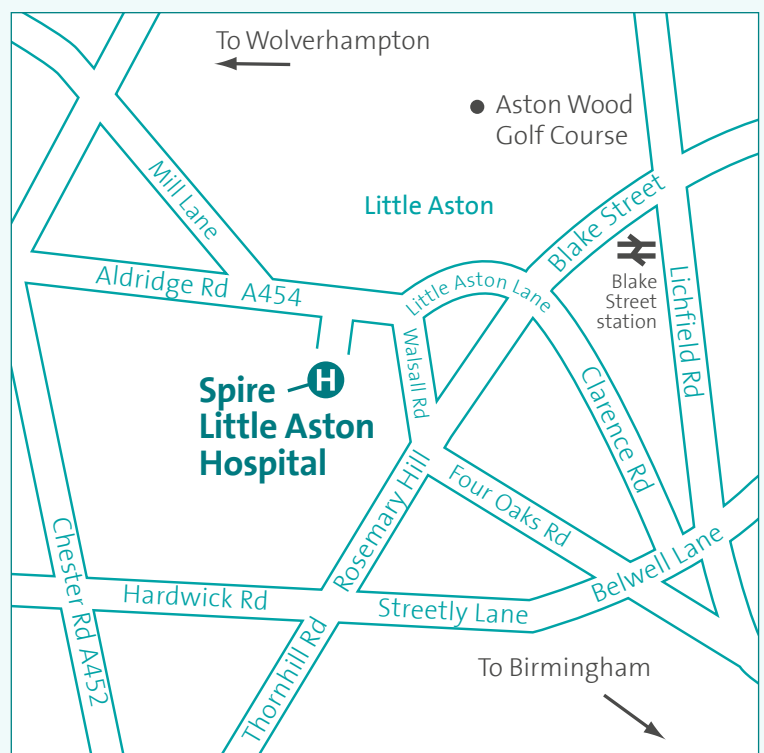 To Wolverhampton
Aston Wood
Golf Course
Mill Lane
Little Aston
Blake Street
Aldridge Rd A454
Little Aston Lane
Blake
Street
station
Lichfield Rd
Walsall Rd
H
Spire
Little Aston
Hospital
Clarence Rd
Rosemary Hill
Four Oaks Rd
Chester Rd A452
Hardwick Rd
Streetly Lane
Belwell Lane
Thornhill Rd
To Birmingham